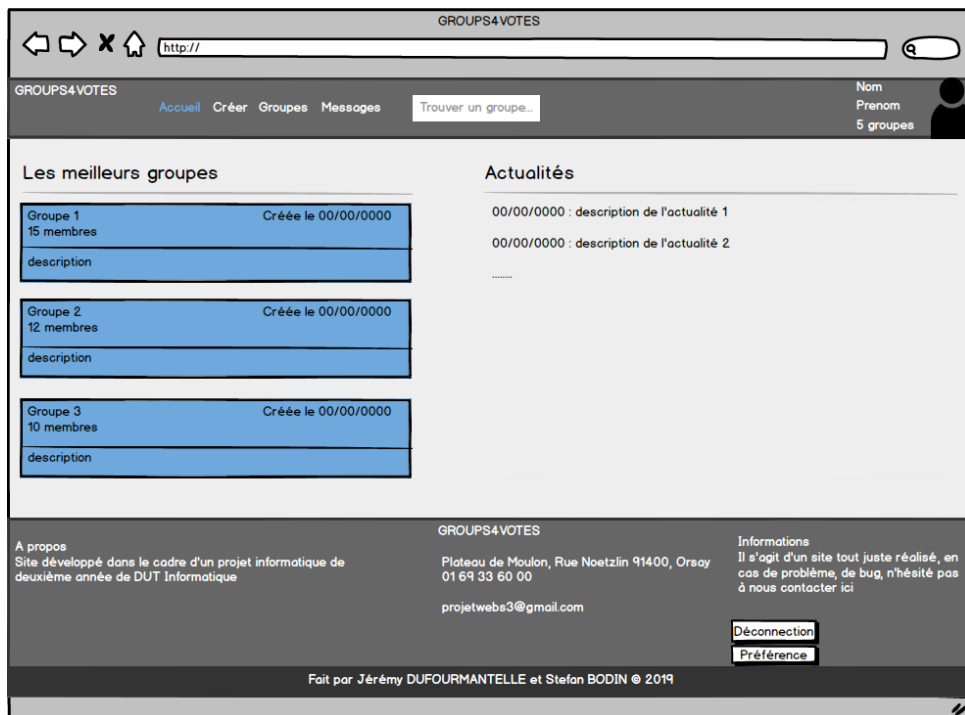 GROUPS4VOTES
http://
GROUPS4VOTES
Accueil Créer Groupes Messages
Trouver un groupe...
Nom
Prenom
5 groupes
Les meilleurs groupes
Groupe 1 Créée le 00/00/0000
15 membres
description
Groupe 2 Créée le 00/00/0000
12 membres
description
Groupe 3 Créée le 00/00/0000
10 membres
description
Actualités
00/00/0000 : description de l'actualité 1
00/00/0000 : description de l'actualité 2
........
A propos
Site développé dans le cadre d'un projet informatique de
deuxième année de DUT Informatique
GROUPS4VOTES
Plateau de Moulon, Rue Noetzlin 91400, Orsay
01 69 33 60 00
projetwebs3@gmail.com
Informations
Il s'agit d'un site tout juste réalisé, en
cas de problème, de bug, n'hésité pas
à nous contacter ici
Déconnection
Préférence
Fait par Jérémy DUFOURMANTELLE et Stefan BODIN © 2019